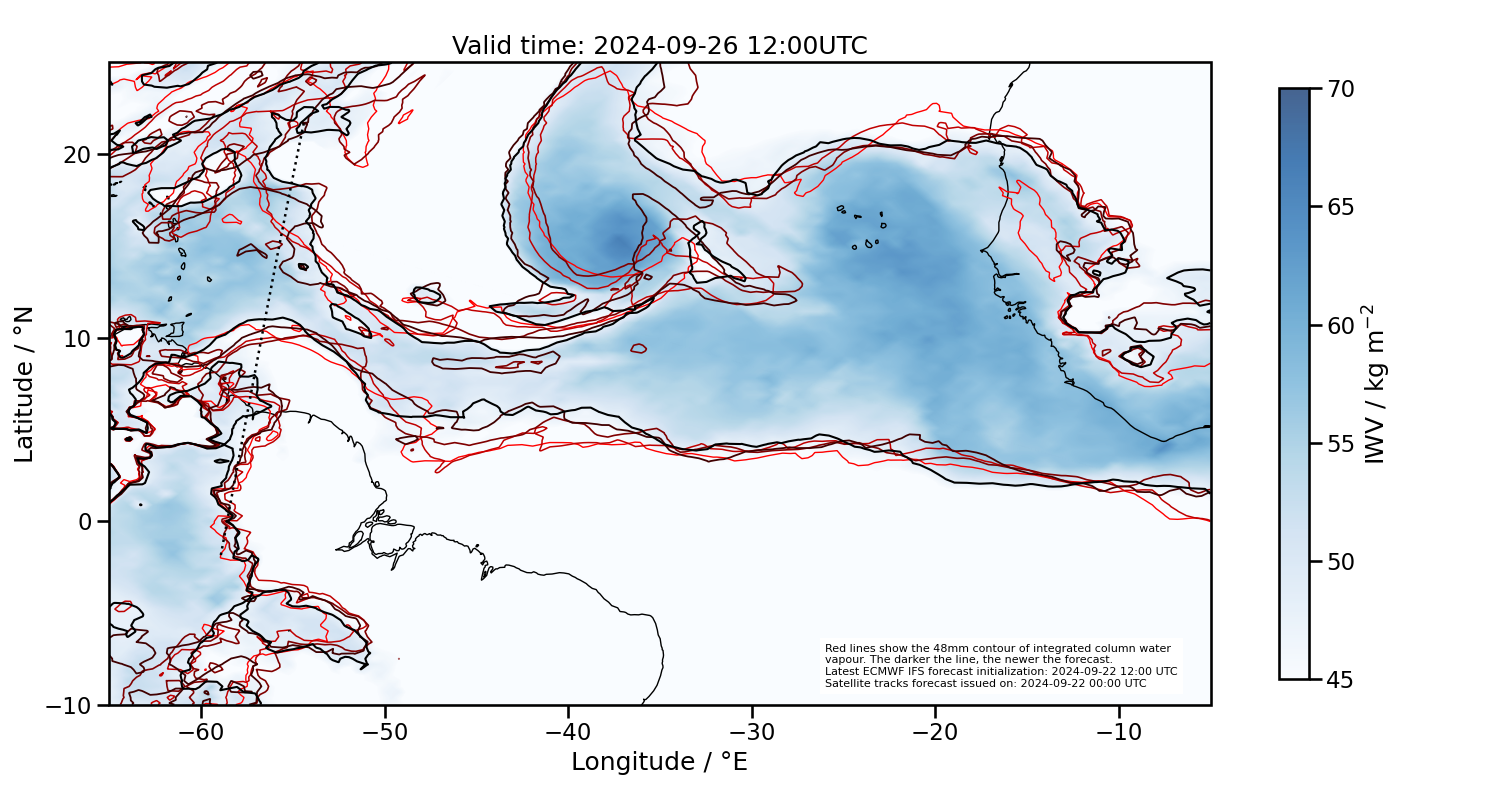 Valid time: 2024-09-26 12:00UTC
20
10
0
−10
Latitude / °N
−60
−50
−40
−30
−20
−10
Longitude / °E
70
65
60
55
50
45
IWV / kg m⁻²
Red lines show the 48mm contour of integrated column water
vapour. The darker the line, the newer the forecast.
Latest ECMWF IFS forecast initialization: 2024-09-22 12:00 UTC
Satellite tracks forecast issued on: 2024-09-22 00:00 UTC